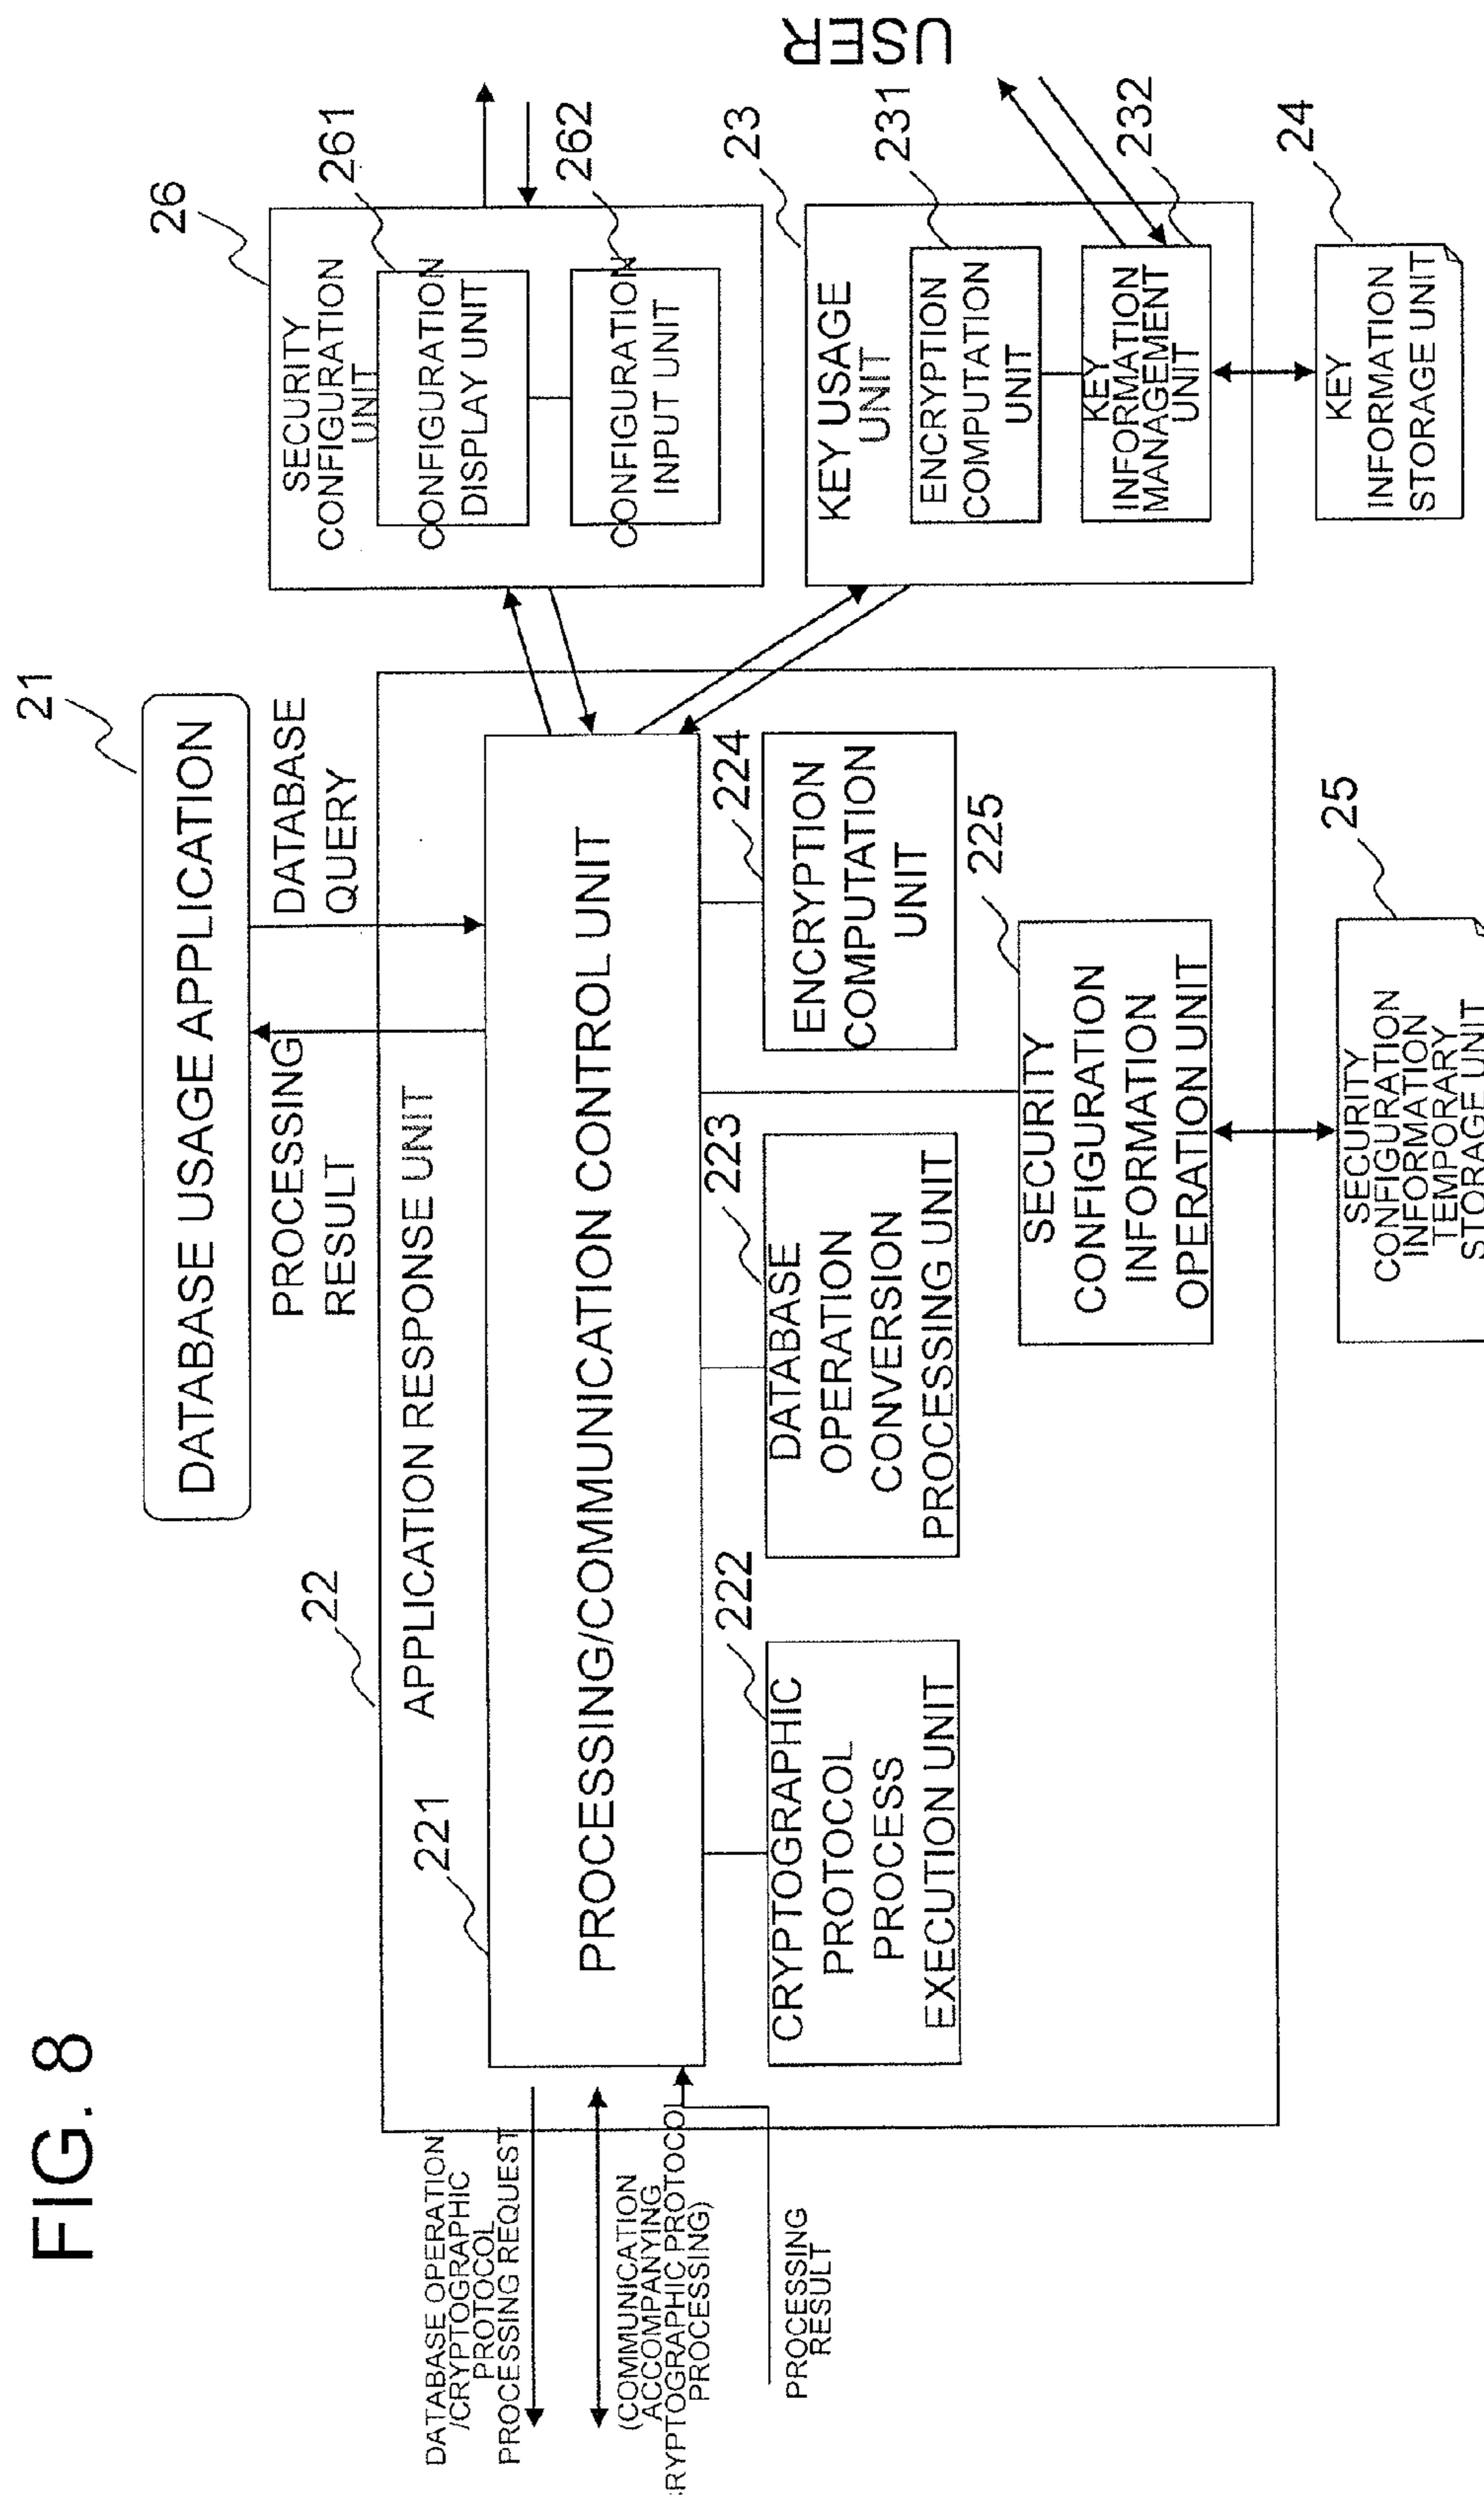 FIG. 8
21
DATABASE USAGE APPLICATION
PROCESSING
RESULT
DATABASE
QUERY
22
APPLICATION RESPONSE UNIT
221
PROCESSING/COMMUNICATION CONTROL UNIT
DATABASE OPERATION
/CRYPTOGRAPHIC
PROTOCOL
PROCESSING REQUEST
(COMMUNICATION
ACCOMPANYING
CRYPTOGRAPHIC PROTOCOL
PROCESSING)
PROCESSING
RESULT
222
CRYPTOGRAPHIC
PROTOCOL
PROCESS
EXECUTION UNIT
223
DATABASE
OPERATION
CONVERSION
PROCESSING UNIT
224
ENCRYPTION
COMPUTATION
UNIT
225
SECURITY
CONFIGURATION
INFORMATION
OPERATION UNIT
25
SECURITY
CONFIGURATION
INFORMATION
TEMPORARY
STORAGE UNIT
26
SECURITY
CONFIGURATION
UNIT
261
CONFIGURATION
DISPLAY UNIT
262
CONFIGURATION
INPUT UNIT
23
KEY USAGE
UNIT
231
ENCRYPTION
COMPUTATION
UNIT
232
KEY
INFORMATION
MANAGEMENT
UNIT
24
KEY
INFORMATION
STORAGE UNIT
USER